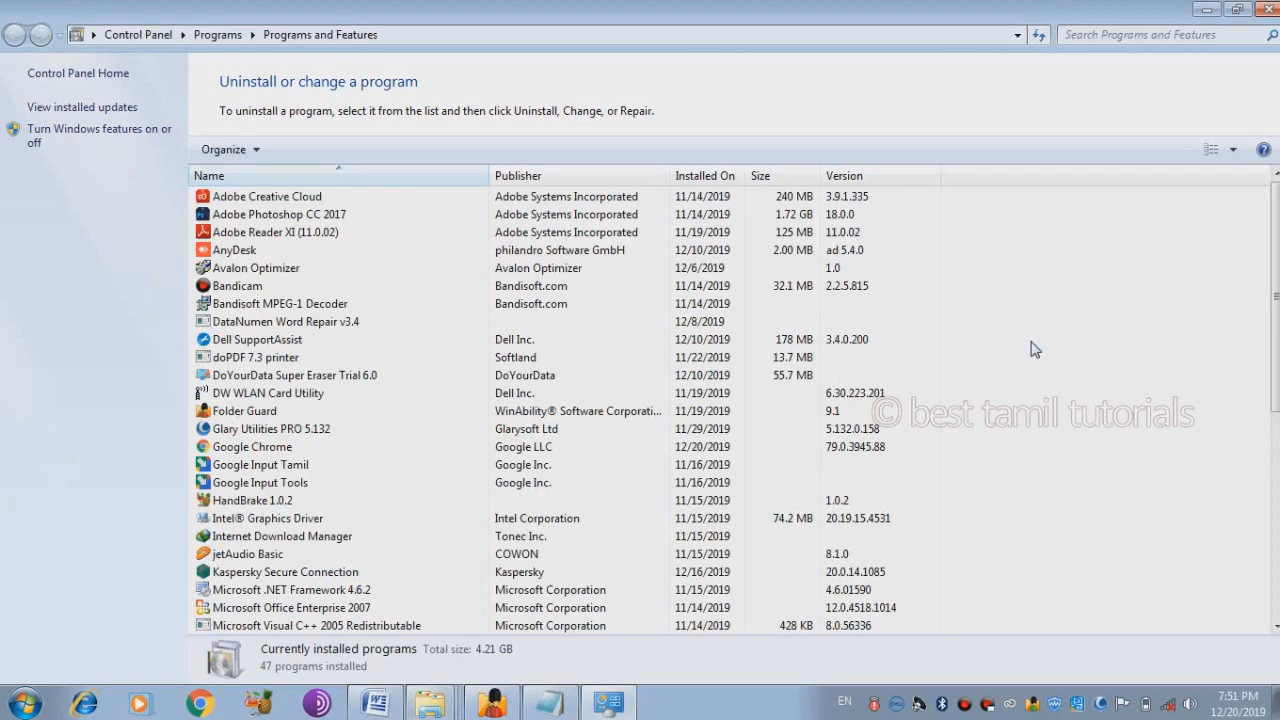 Control Panel Programs Programs and Features
Search Programs and Features
Control Panel Home
View installed updates
Turn Windows features on or
off
Uninstall or change a program
To uninstall a program, select it from the list and then click Uninstall, Change, or Repair.
Organize
Name Publisher Installed On Size Version
Adobe Creative Cloud Adobe Systems Incorporated 11/14/2019 240 MB 3.9.1.335
Adobe Photoshop CC 2017 Adobe Systems Incorporated 11/14/2019 1.72 GB 18.0.0
Adobe Reader XI (11.0.02) Adobe Systems Incorporated 11/19/2019 125 MB 11.0.02
AnyDesk philandro Software GmbH 12/10/2019 2.00 MB ad 5.4.0
Avalon Optimizer Avalon Optimizer 12/6/2019 1.0
Bandicam Bandisoft.com 11/14/2019 32.1 MB 2.2.5.815
Bandisoft MPEG-1 Decoder Bandisoft.com 11/14/2019
DataNumen Word Repair v3.4 12/8/2019
Dell SupportAssist Dell Inc. 12/10/2019 178 MB 3.4.0.200
doPDF 7.3 printer Softland 11/22/2019 13.7 MB
DoYourData Super Eraser Trial 6.0 DoYourData 12/10/2019 55.7 MB
DW WLAN Card Utility Dell Inc. 11/19/2019 6.30.223.201
Folder Guard WinAbility® Software Corporati... 11/19/2019 9.1
© best tamil tutorials
Glary Utilities PRO 5.132 Glarysoft Ltd 11/29/2019 5.132.0.158
Google Chrome Google LLC 12/20/2019 79.0.3945.88
Google Input Tamil Google Inc. 11/16/2019
Google Input Tools Google Inc. 11/16/2019
HandBrake 1.0.2 11/15/2019 1.0.2
Intel® Graphics Driver Intel Corporation 11/15/2019 74.2 MB 20.19.15.4531
Internet Download Manager Tonec Inc. 11/15/2019
jetAudio Basic COWON 11/15/2019 8.1.0
Kaspersky Secure Connection Kaspersky 12/16/2019 20.0.14.1085
Microsoft .NET Framework 4.6.2 Microsoft Corporation 11/15/2019 4.6.01590
Microsoft Office Enterprise 2007 Microsoft Corporation 11/14/2019 12.0.4518.1014
Microsoft Visual C++ 2005 Redistributable Microsoft Corporation 11/14/2019 428 KB 8.0.56336
Currently installed programs Total size: 4.21 GB
47 programs installed
EN
7:51 PM
12/20/2019